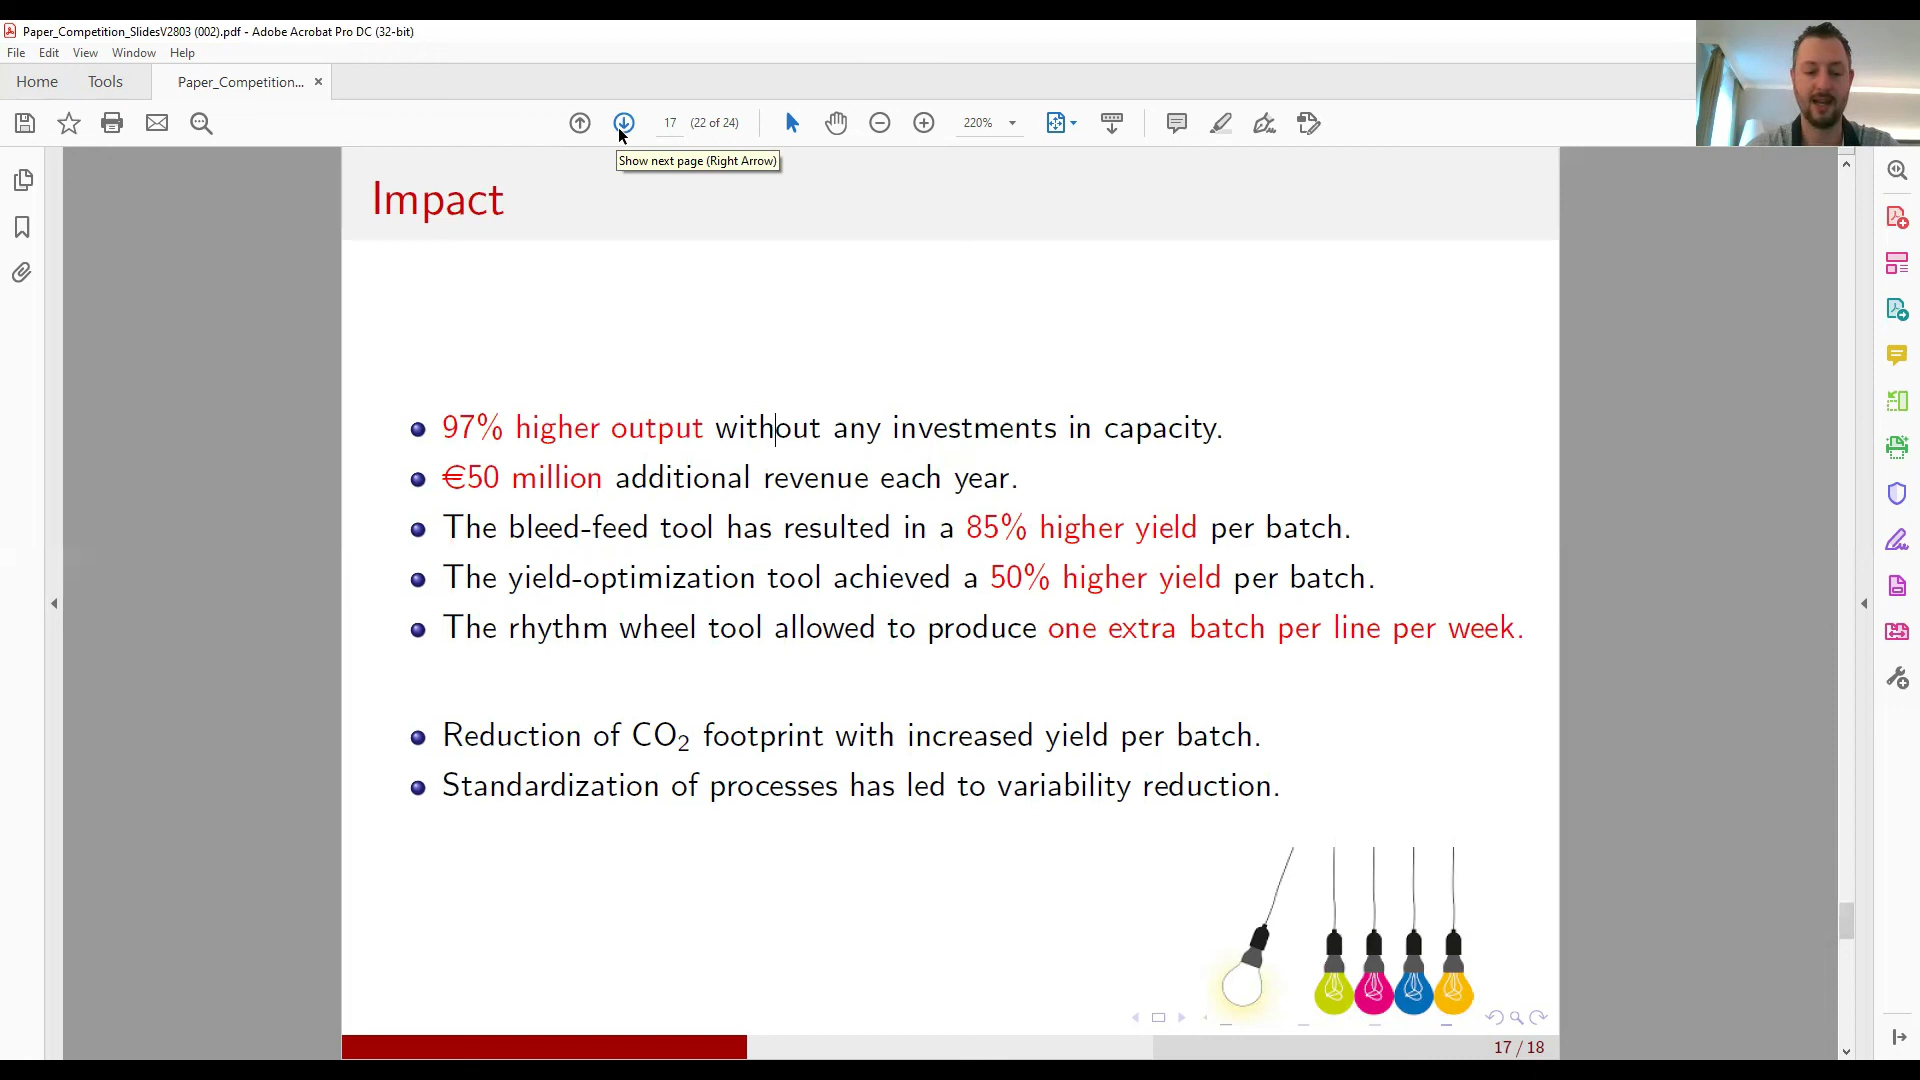 Paper_Competition_SlidesV2803 (002).pdf - Adobe Acrobat Pro DC (32-bit)
File Edit View Window Help
Home Tools Paper_Competition... ×
17 (22 of 24) 220%
Show next page (Right Arrow)
Impact
97% higher output without any investments in capacity.
€50 million additional revenue each year.
The bleed-feed tool has resulted in a 85% higher yield per batch.
The yield-optimization tool achieved a 50% higher yield per batch.
The rhythm wheel tool allowed to produce one extra batch per line per week.
Reduction of CO₂ footprint with increased yield per batch.
Standardization of processes has led to variability reduction.
17 / 18